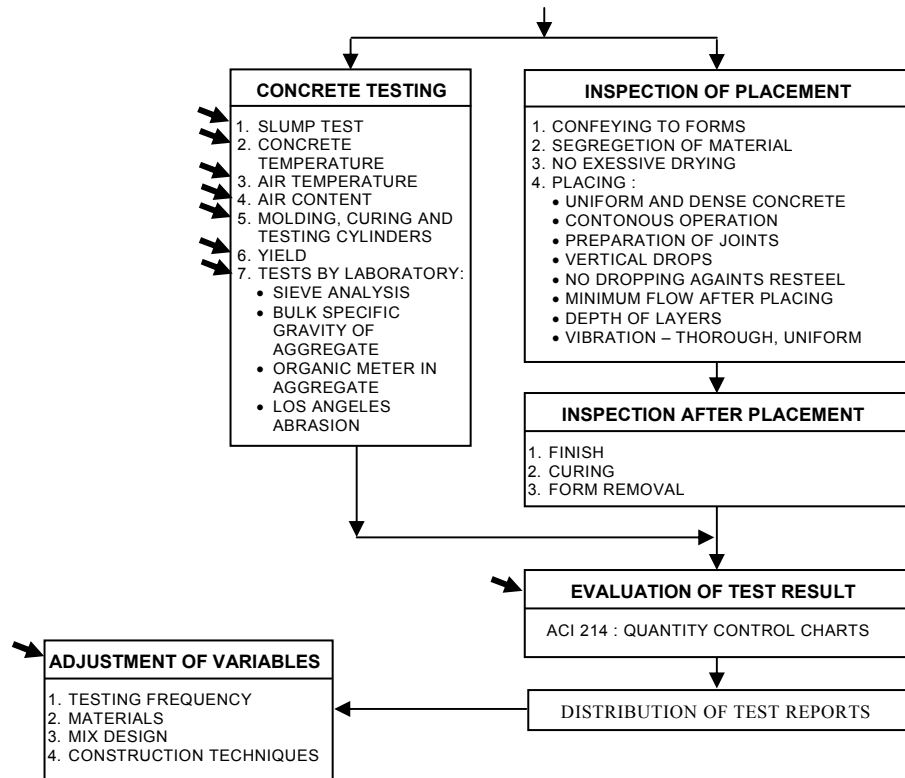 CONCRETE TESTING
1. SLUMP TEST
2. CONCRETE
TEMPERATURE
3. AIR TEMPERATURE
4. AIR CONTENT
5. MOLDING, CURING AND
TESTING CYLINDERS
6. YIELD
7. TESTS BY LABORATORY:
• SIEVE ANALYSIS
• BULK SPECIFIC
GRAVITY OF
AGGREGATE
• ORGANIC METER IN
AGGREGATE
• LOS ANGELES
ABRASION
INSPECTION OF PLACEMENT
1. CONFEYING TO FORMS
2. SEGREGETION OF MATERIAL
3. NO EXESSIVE DRYING
4. PLACING :
• UNIFORM AND DENSE CONCRETE
• CONTONOUS OPERATION
• PREPARATION OF JOINTS
• VERTICAL DROPS
• NO DROPPING AGAINTS RESTEEL
• MINIMUM FLOW AFTER PLACING
• DEPTH OF LAYERS
• VIBRATION – THOROUGH, UNIFORM
INSPECTION AFTER PLACEMENT
1. FINISH
2. CURING
3. FORM REMOVAL
EVALUATION OF TEST RESULT
ACI 214 : QUANTITY CONTROL CHARTS
DISTRIBUTION OF TEST REPORTS
ADJUSTMENT OF VARIABLES
1. TESTING FREQUENCY
2. MATERIALS
3. MIX DESIGN
4. CONSTRUCTION TECHNIQUES